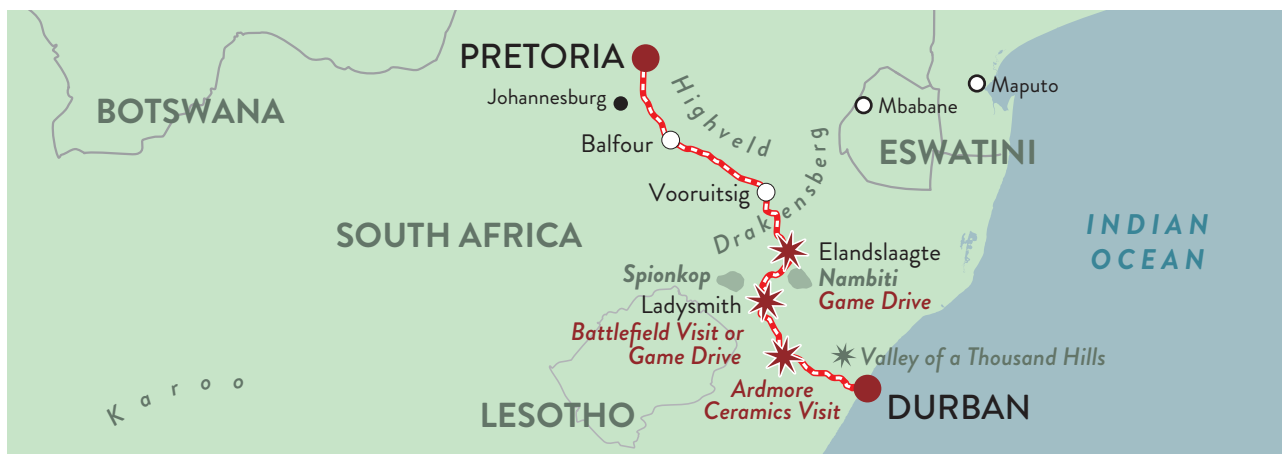 PRETORIA
Johannesburg
Highveld
Balfour
BOTSWANA
Mbabane
Maputo
ESWATINI
Vooruitsig
Drakensberg
SOUTH AFRICA
INDIAN
OCEAN
Elandslaagte
Spionkop
Nambiti
Game Drive
Ladysmith
Battlefield Visit or
Game Drive
Valley of a Thousand Hills
Ardmore
Ceramics Visit
Karoo
LESOTHO
DURBAN